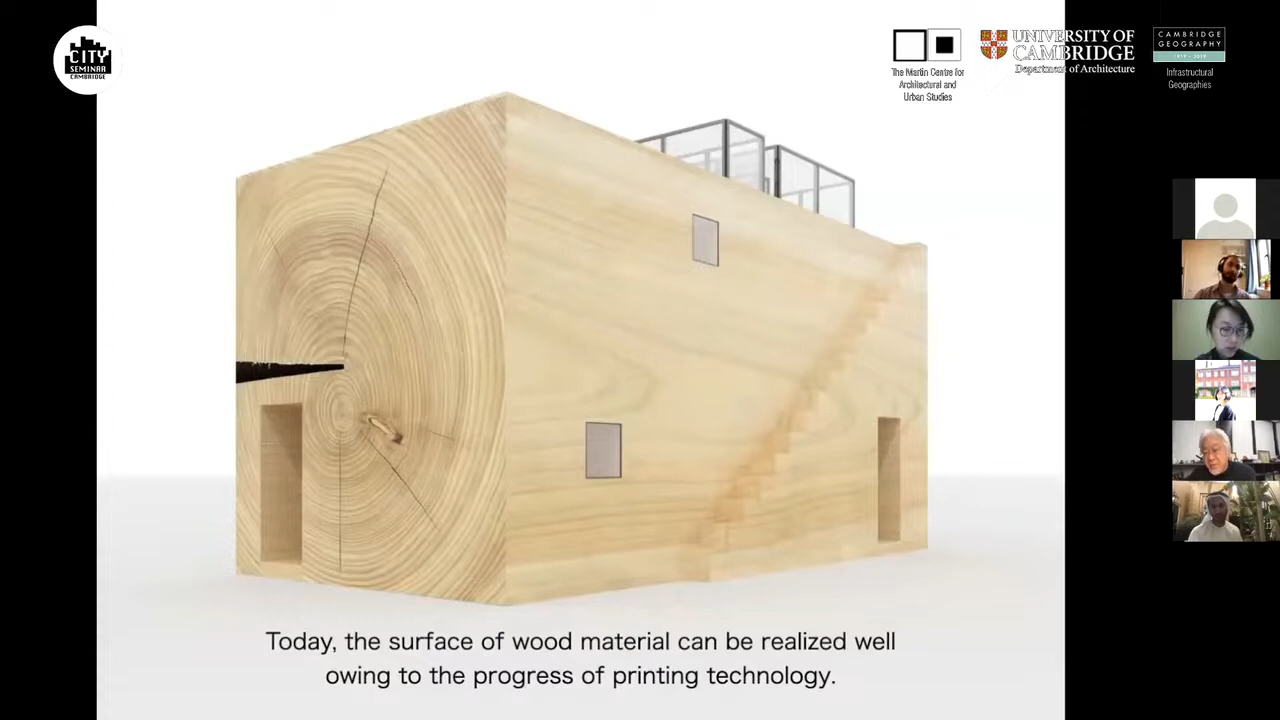 CITY
SEMINAR
CAMBRIDGE
The Martin Centre for
Architectural and
Urban Studies
UNIVERSITY OF
CAMBRIDGE
Department of Architecture
CAMBRIDGE
GEOGRAPHY
1919 - 2019
Infrastructural
Geographies
Today, the surface of wood material can be realized well
owing to the progress of printing technology.